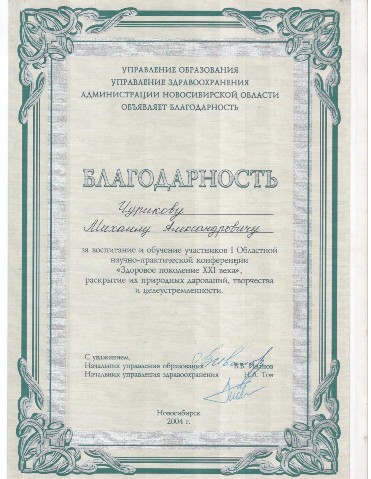 УПРАВЛЕНИЕ ОБРАЗОВАНИЯ
УПРАВЛЕНИЕ ЗДРАВООХРАНЕНИЯ
АДМИНИСТРАЦИИ НОВОСИБИРСКОЙ ОБЛАСТИ
ОБЪЯВЛЯЕТ БЛАГОДАРНОСТЬ
БЛАГОДАРНОСТЬ
Чурикову
Михаилу Александровичу
за воспитание и обучение участников I Областной
научно-практической конференции
«Здоровое поколение XXI века»,
раскрытие их природных дарований, творчества
и целеустремленности.
С уважением,
Начальник управления образования В.В. Иванов
Начальник управления здравоохранения Н.А. Тов
Новосибирск
2004 г.